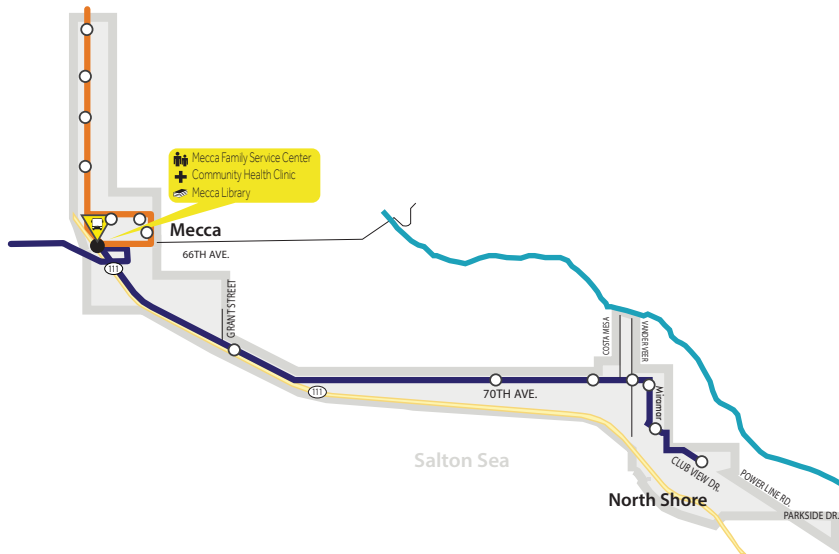 Mecca Family Service Center
Community Health Clinic
Mecca Library
Mecca
66TH AVE.
111
GRANT STREET
COSTA MESA
VANDER VEER
111
70TH AVE.
Miramar
Salton Sea
CLUB VIEW DR.
POWER LINE RD.
North Shore
PARKSIDE DR.